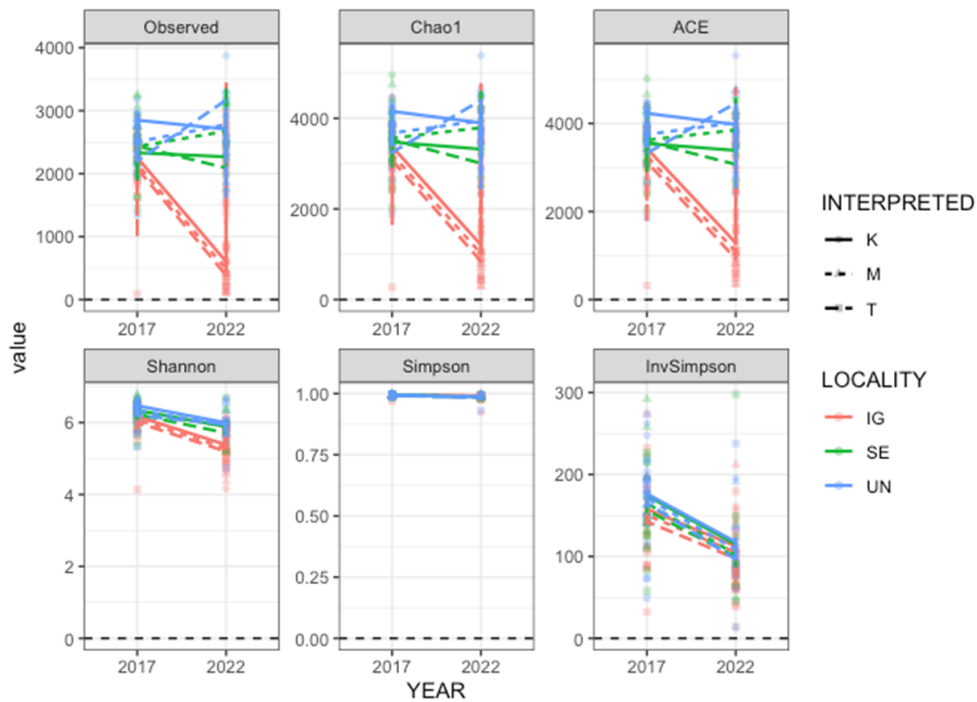 Observed
Chao1
ACE
4000
3000
2000
1000
0
4000
2000
0
4000
2000
0
2017
2022
2017
2022
2017
2022
value
Shannon
Simpson
InvSimpson
6
4
2
0
1.00
0.75
0.50
0.25
0.00
300
200
100
0
2017
2022
2017
2022
2017
2022
YEAR
INTERPRETED
K
M
T
LOCALITY
IG
SE
UN